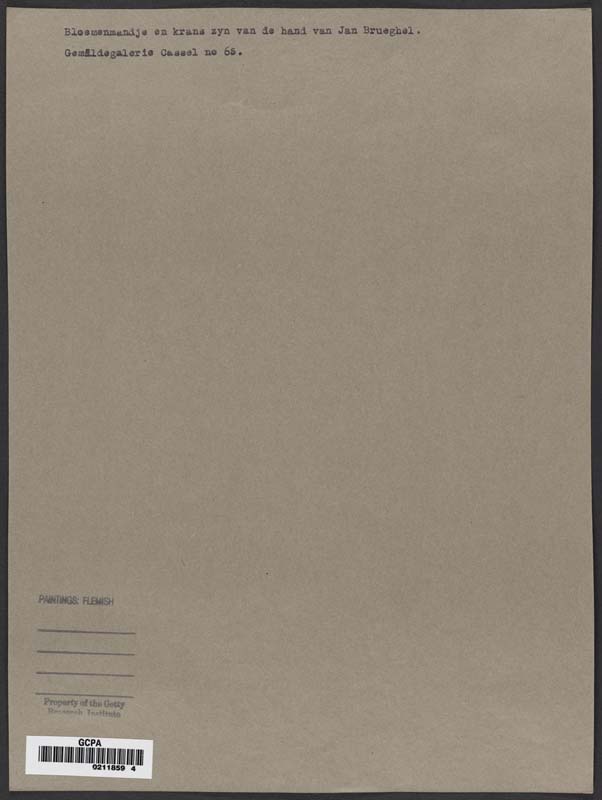 Bloemenmandje en krans zyn van de hand van Jan Brueghel.
Gemäldegalerie Cassel no 65.
PAINTINGS: FLEMISH
Property of the Getty
Research Institute
GCPA
0211859 4